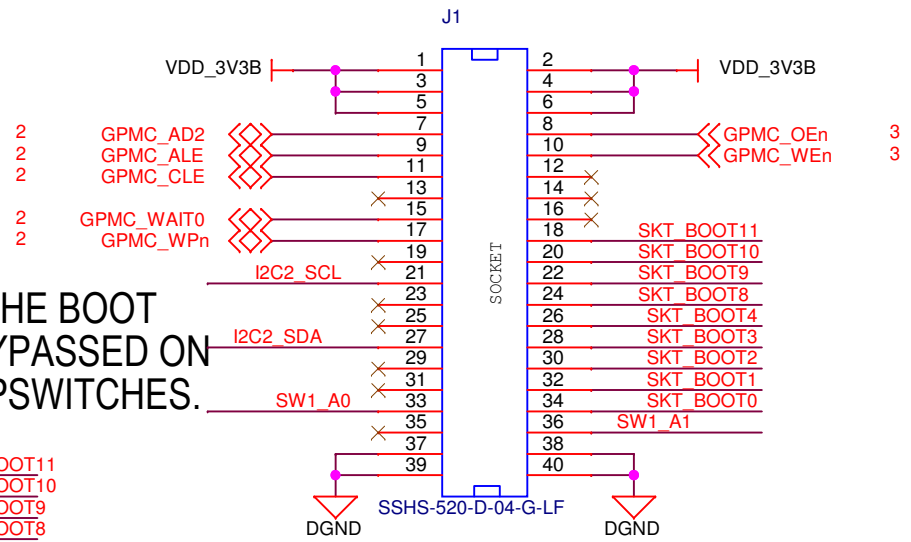 J1
VDD_3V3B 1 2 VDD_3V3B
3 4
5 6
2 GPMC_AD2 7 8 GPMC_OEn 3
2 GPMC_ALE 9 10 GPMC_WEn 3
2 GPMC_CLE 11 12
13 14
2 GPMC_WAIT0 15 16
2 GPMC_WPn 17 18 SKT_BOOT11
19 20 SKT_BOOT10
I2C2_SCL 21 22 SKT_BOOT9
23 24 SKT_BOOT8
25 26 SKT_BOOT4
I2C2_SDA 27 28 SKT_BOOT3
29 30 SKT_BOOT2
31 32 SKT_BOOT1
SW1_A0 33 34 SKT_BOOT0
35 36 SW1_A1
37 38
39 40
SOCKET
HE BOOT
YPASSED ON
PSWITCHES.
OOT11
OOT10
OOT9
OOT8
SSHS-520-D-04-G-LF
DGND DGND